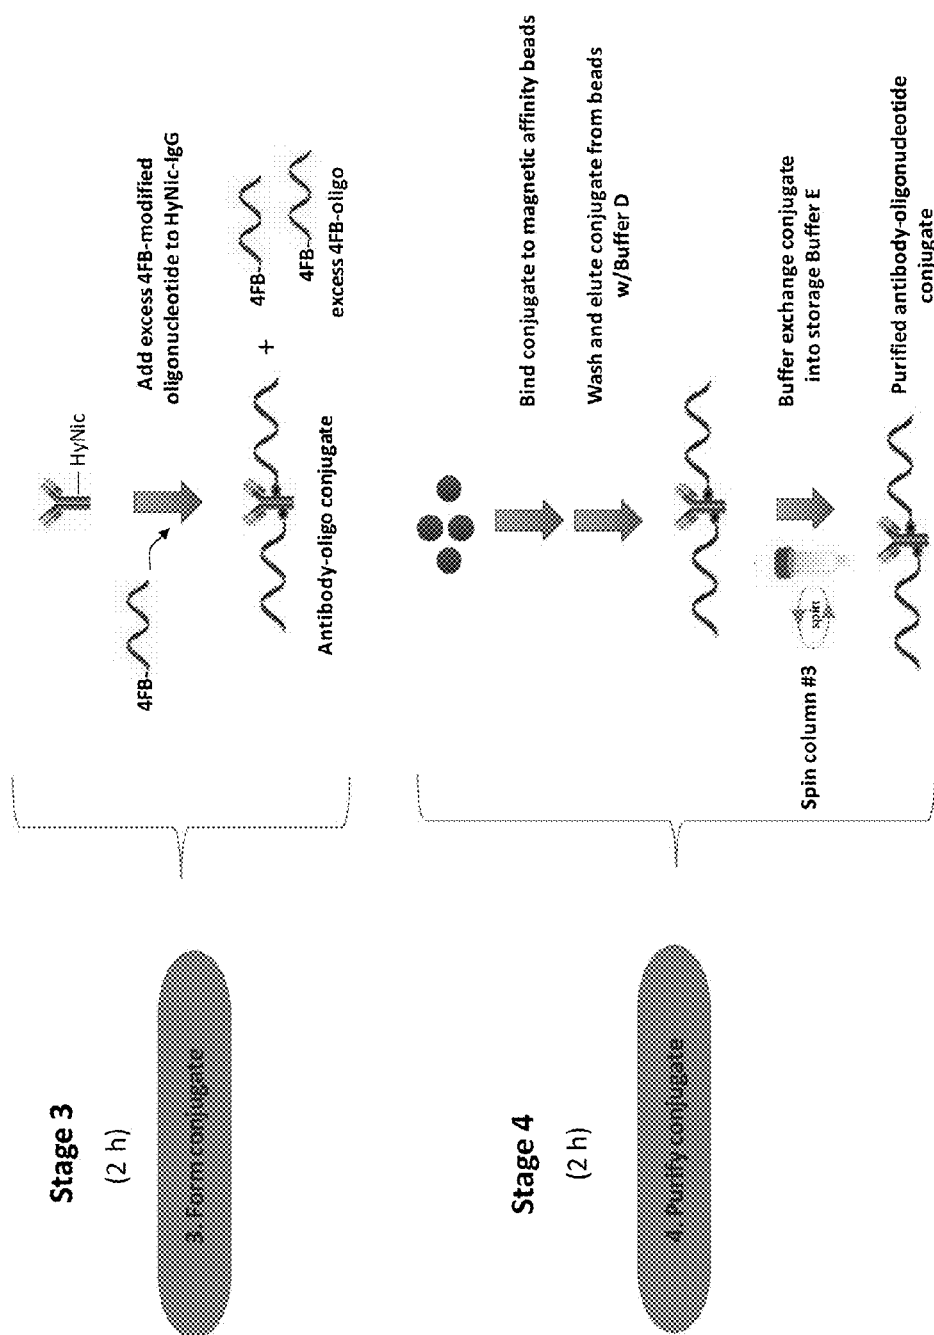 Stage 3
(2 h)
3. Form conjugate
HyNic
4FB-
Add excess 4FB-modified
oligonucleotide to HyNic-IgG
+
4FB-
4FB-
excess 4FB-oligo
Antibody-oligo conjugate
Stage 4
(2 h)
4. Purify conjugate
Bind conjugate to magnetic affinity beads
Wash and elute conjugate from beads
w/Buffer D
Spin column #3
spin
Buffer exchange conjugate
into storage Buffer E
Purified antibody-oligonucleotide
conjugate